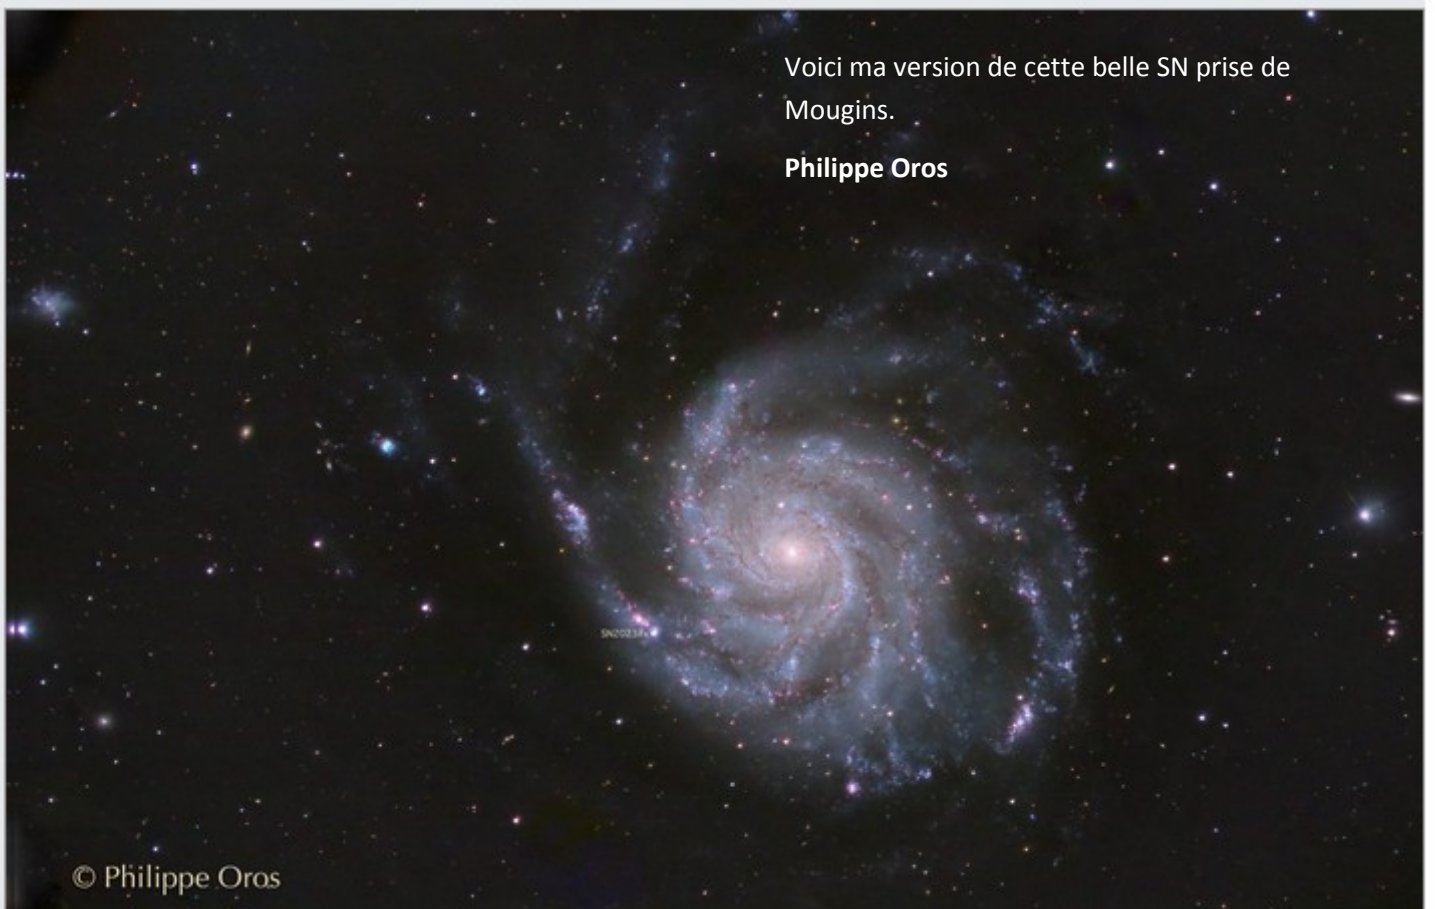 Voici ma version de cette belle SN prise de
Mougins.
Philippe Oros
© Philippe Oros